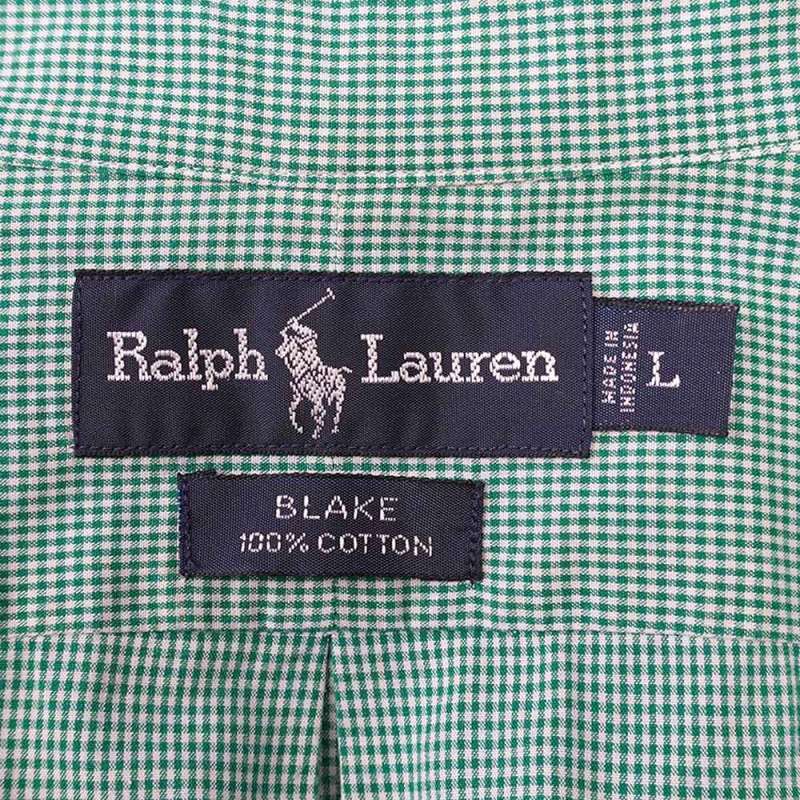 Ralph Lauren
MADE IN
INDONESIA
L
BLAKE
100% COTTON